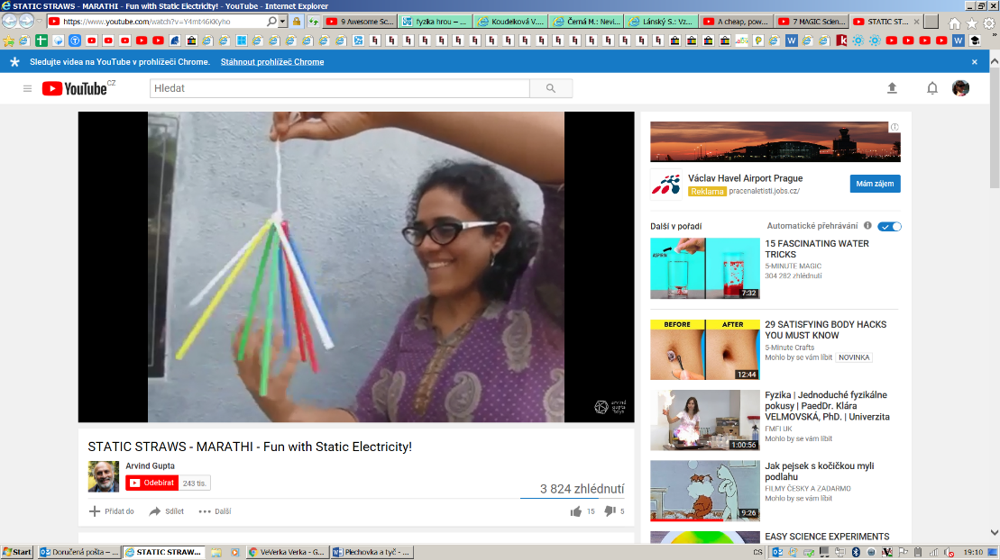 STATIC STRAWS - MARATHI - Fun with Static Electricity! - YouTube - Internet Explorer
https://www.youtube.com/watch?v=Y4mt46KKyho
9 Awesome Sc...
fyzika hrou – ...
Koudelková V....
Černá M.: Nevi...
Lánský S.: Vz...
A cheap, pow...
7 MAGIC Scien...
STATIC ST...
Sledujte videa na YouTube v prohlížeči Chrome. Stáhnout prohlížeč Chrome
YouTube CZ
Hledat
arvind
gupta
toys
STATIC STRAWS - MARATHI - Fun with Static Electricity!
Arvind Gupta
Odebírat 243 tis.
3 824 zhlédnutí
Přidat do Sdílet Další 15 5
Václav Havel Airport Prague
Reklama pracenaletisti.jobs.cz/
Mám zájem
Další v pořadí Automatické přehrávání
ASPIRIN
7:32
15 FASCINATING WATER
TRICKS
5-MINUTE MAGIC
304 282 zhlédnutí
BEFORE AFTER
12:44
29 SATISFYING BODY HACKS
YOU MUST KNOW
5-Minute Crafts
Mohlo by se vám líbit NOVINKA
1:00:56
Fyzika | Jednoduché fyzikálne
pokusy | PaedDr. Klára
VELMOVSKÁ, PhD. | Univerzita
FMFI UK
Mohlo by se vám líbit
9:26
Jak pejsek s kočičkou myli
podlahu
FILMY ČESKY A ZADARMO
Mohlo by se vám líbit
EASY SCIENCE EXPERIMENTS
Start
Doručená pošta – ...
STATIC STRAW...
VeVerka Verka - G...
Plechovka a tyč - ...
CS
19:10